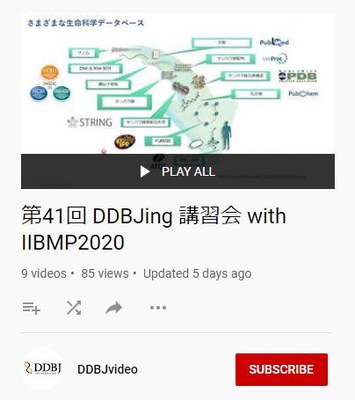 さまざまな生命科学データベース
PubMed
UniProt
PDB
PubChem
STRING
PLAY ALL
第41回 DDBJing 講習会 with
IIBMP2020
9 videos • 85 views • Updated 5 days ago
DDBJ
DDBJvideo
SUBSCRIBE